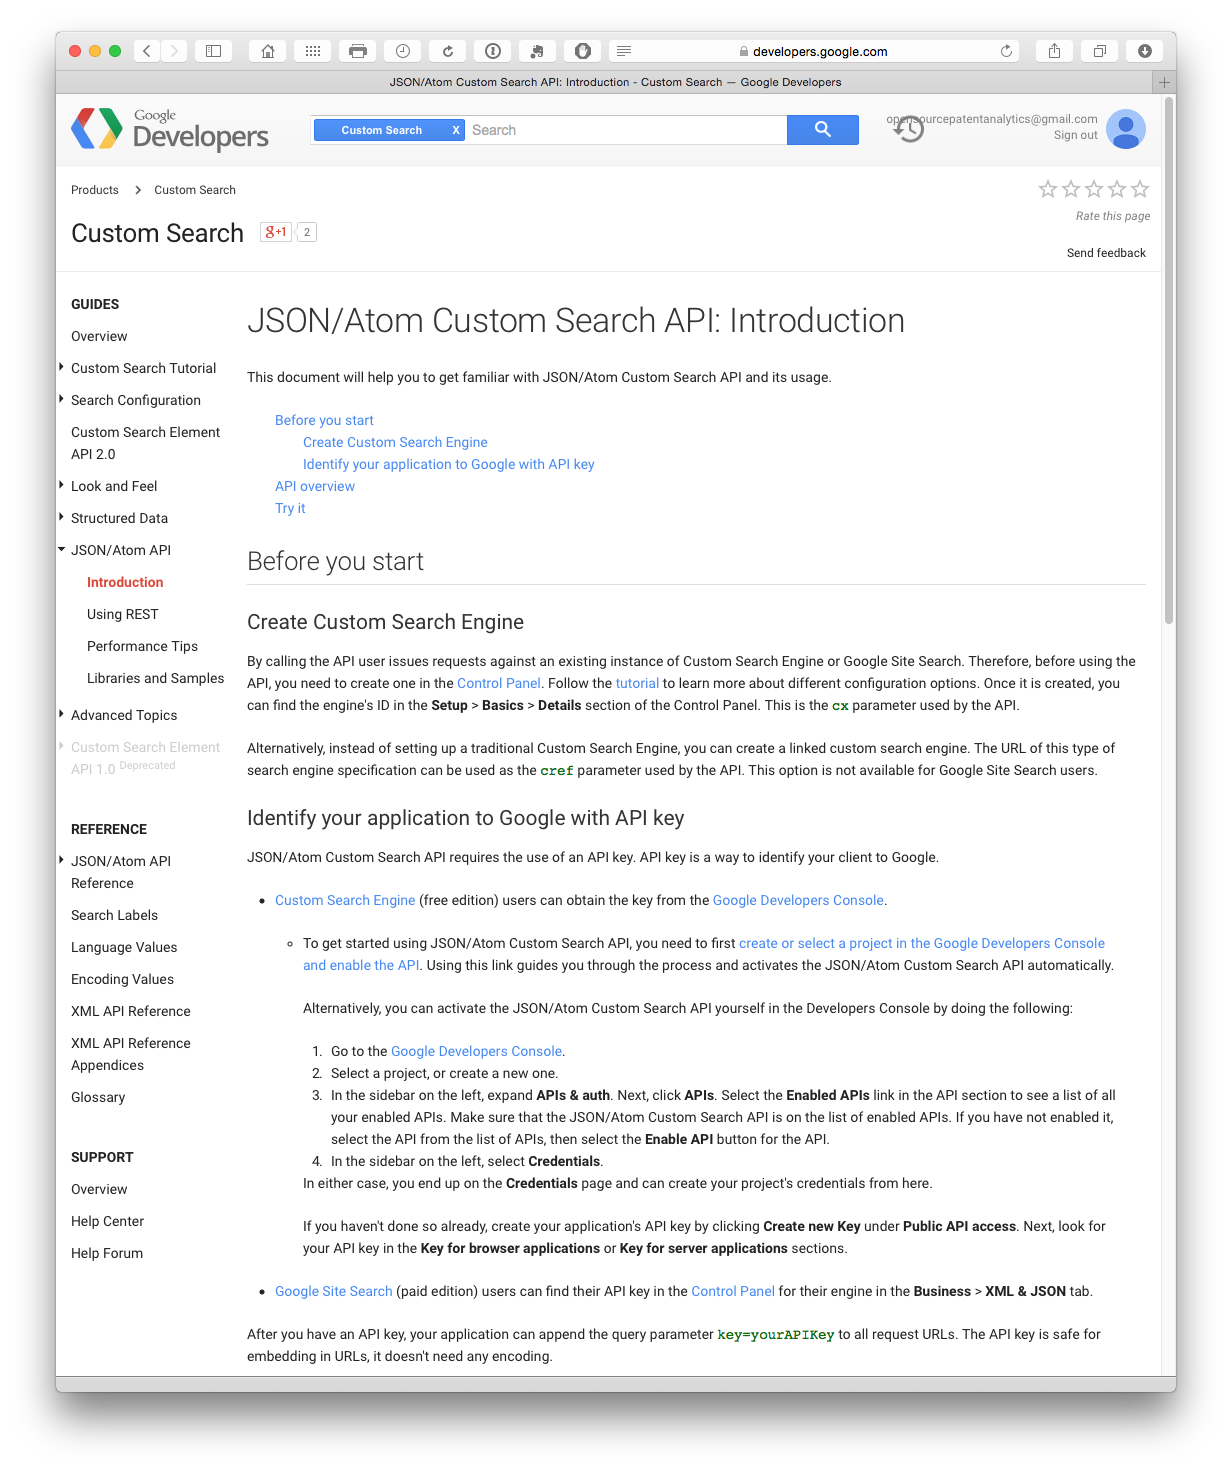 developers.google.com
JSON/Atom Custom Search API: Introduction - Custom Search — Google Developers
Google
Developers
Custom Search X Search
opensourcepatentanalytics@gmail.com
Sign out
Products > Custom Search
Rate this page
Custom Search g+1 2
Send feedback
GUIDES
Overview
Custom Search Tutorial
Search Configuration
Custom Search Element
API 2.0
Look and Feel
Structured Data
JSON/Atom API
Introduction
Using REST
Performance Tips
Libraries and Samples
Advanced Topics
Custom Search Element
API 1.0 Deprecated
REFERENCE
JSON/Atom API
Reference
Search Labels
Language Values
Encoding Values
XML API Reference
XML API Reference
Appendices
Glossary
SUPPORT
Overview
Help Center
Help Forum
JSON/Atom Custom Search API: Introduction
This document will help you to get familiar with JSON/Atom Custom Search API and its usage.
Before you start
Create Custom Search Engine
Identify your application to Google with API key
API overview
Try it
Before you start
Create Custom Search Engine
By calling the API user issues requests against an existing instance of Custom Search Engine or Google Site Search. Therefore, before using the
API, you need to create one in the Control Panel. Follow the tutorial to learn more about different configuration options. Once it is created, you
can find the engine's ID in the Setup > Basics > Details section of the Control Panel. This is the cx parameter used by the API.
Alternatively, instead of setting up a traditional Custom Search Engine, you can create a linked custom search engine. The URL of this type of
search engine specification can be used as the cref parameter used by the API. This option is not available for Google Site Search users.
Identify your application to Google with API key
JSON/Atom Custom Search API requires the use of an API key. API key is a way to identify your client to Google.
• Custom Search Engine (free edition) users can obtain the key from the Google Developers Console.
◦ To get started using JSON/Atom Custom Search API, you need to first create or select a project in the Google Developers Console
and enable the API. Using this link guides you through the process and activates the JSON/Atom Custom Search API automatically.
Alternatively, you can activate the JSON/Atom Custom Search API yourself in the Developers Console by doing the following:
1. Go to the Google Developers Console.
2. Select a project, or create a new one.
3. In the sidebar on the left, expand APIs & auth. Next, click APIs. Select the Enabled APIs link in the API section to see a list of all
your enabled APIs. Make sure that the JSON/Atom Custom Search API is on the list of enabled APIs. If you have not enabled it,
select the API from the list of APIs, then select the Enable API button for the API.
4. In the sidebar on the left, select Credentials.
In either case, you end up on the Credentials page and can create your project's credentials from here.
If you haven't done so already, create your application's API key by clicking Create new Key under Public API access. Next, look for
your API key in the Key for browser applications or Key for server applications sections.
• Google Site Search (paid edition) users can find their API key in the Control Panel for their engine in the Business > XML & JSON tab.
After you have an API key, your application can append the query parameter key=yourAPIKey to all request URLs. The API key is safe for
embedding in URLs, it doesn't need any encoding.